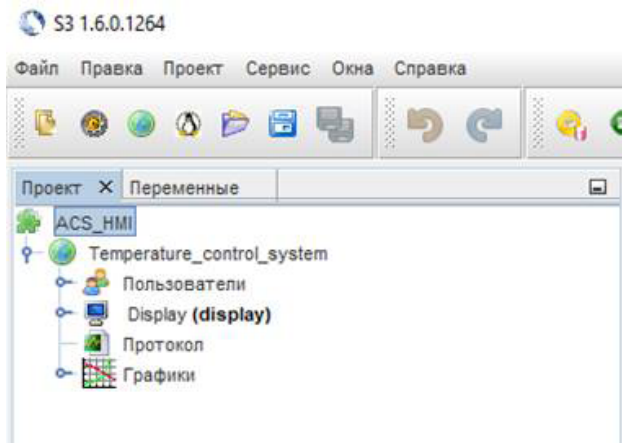 S3 1.6.0.1264
Файл Правка Проект Сервис Окна Справка
Проект Переменные
ACS_HMI
Temperature_control_system
Пользователи
Display (display)
Протокол
Графики